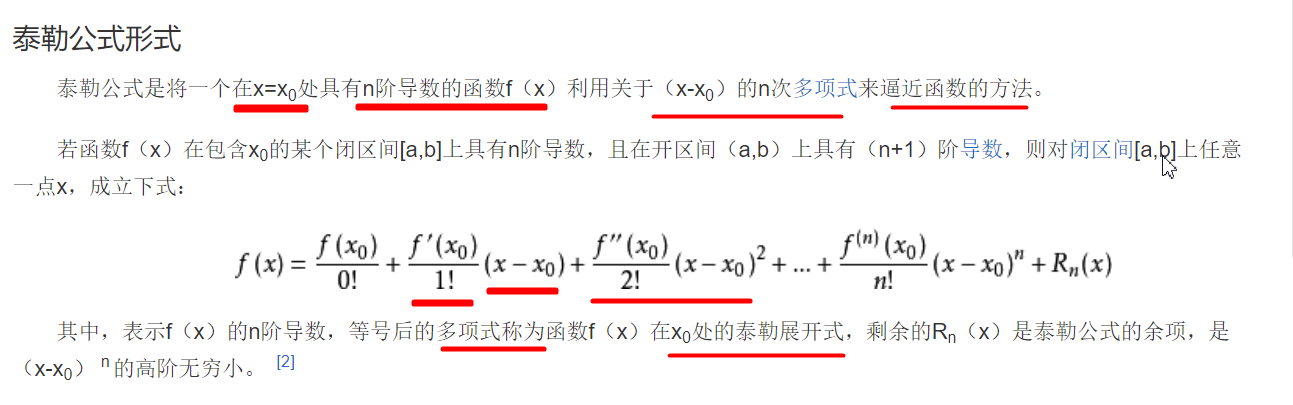 泰勒公式形式
泰勒公式是将一个在x=x₀处具有n阶导数的函数f（x）利用关于（x-x₀）的n次多项式来逼近函数的方法。
若函数f（x）在包含x₀的某个闭区间[a,b]上具有n阶导数，且在开区间（a,b）上具有（n+1）阶导数，则对闭区间[a,b]上任意
一点x，成立下式：
f(x) = f(x₀)/0! + f′(x₀)/1! (x − x₀) + f″(x₀)/2! (x − x₀)² + ... + f⁽ⁿ⁾(x₀)/n! (x − x₀)ⁿ + Rₙ(x)
其中，表示f（x）的n阶导数，等号后的多项式称为函数f（x）在x₀处的泰勒展开式，剩余的Rₙ（x）是泰勒公式的余项，是
（x-x₀）ⁿ的高阶无穷小。 [2]